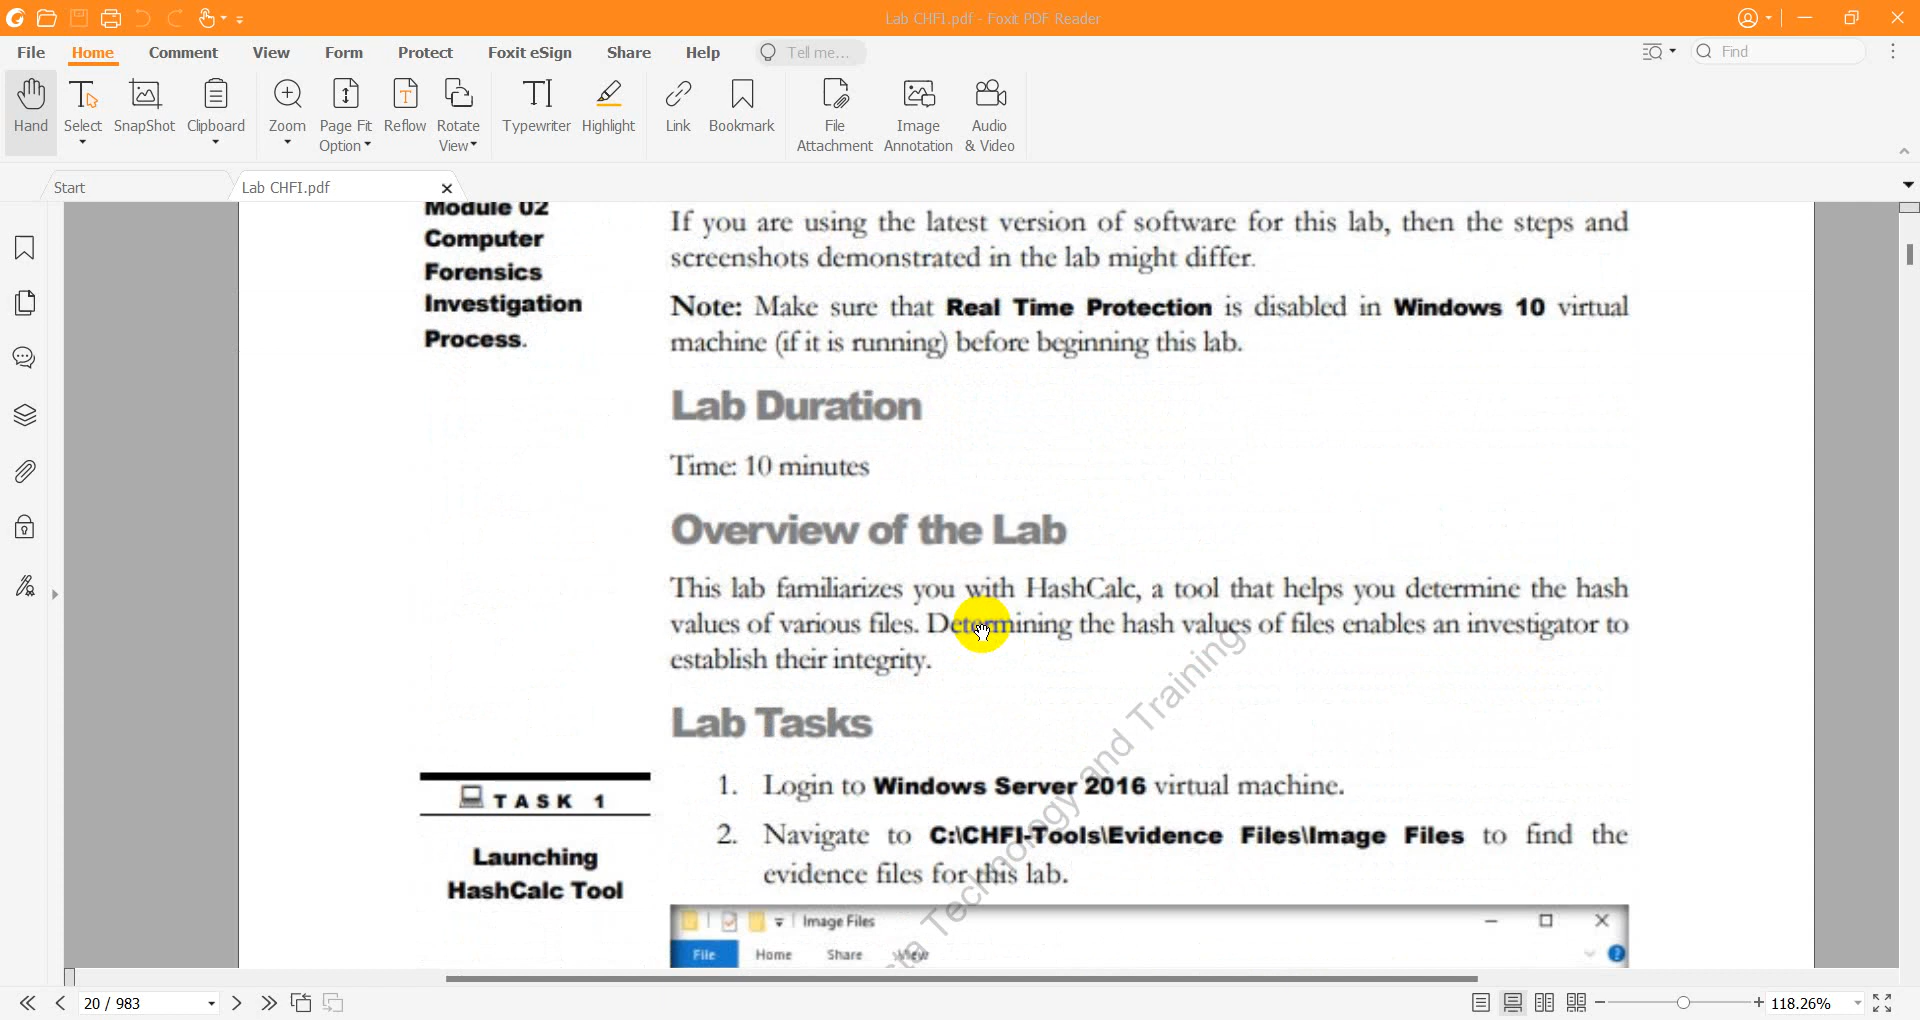 Lab CHFI.pdf - Foxit PDF Reader
File Home Comment View Form Protect Foxit eSign Share Help Tell me... Find
Hand Select SnapShot Clipboard Zoom Page Fit Option Reflow Rotate View Typewriter Highlight Link Bookmark File Attachment Image Annotation Audio & Video
Start Lab CHFI.pdf
Module 02
Computer
Forensics
Investigation
Process.
If you are using the latest version of software for this lab, then the steps and
screenshots demonstrated in the lab might differ.
Note: Make sure that Real Time Protection is disabled in Windows 10 virtual
machine (if it is running) before beginning this lab.
Lab Duration
Time: 10 minutes
Overview of the Lab
This lab familiarizes you with HashCalc, a tool that helps you determine the hash
values of various files. Determining the hash values of files enables an investigator to
establish their integrity.
Lab Tasks
TASK 1
Launching
HashCalc Tool
1. Login to Windows Server 2016 virtual machine.
2. Navigate to C:\CHFI-Tools\Evidence Files\Image Files to find the
evidence files for this lab.
Image Files
File Home Share View
Technology and Training
20 / 983
118.26%